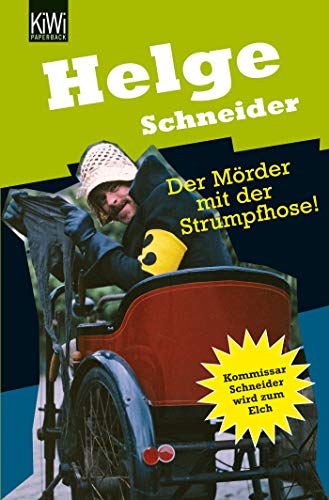 KiWi
PAPERBACK
Helge
Schneider
Der Mörder
mit der
Strumpfhose!
Kommissar
Schneider
wird zum
Elch